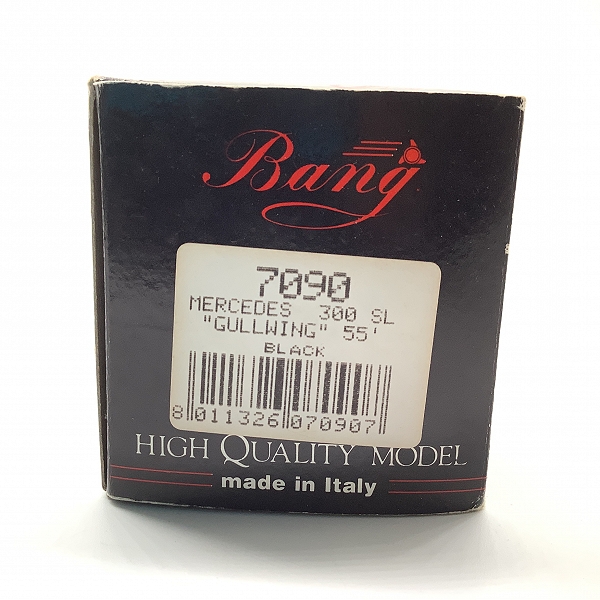 Bang
7090
MERCEDES 300 SL
"GULLWING" 55'
BLACK
8 011326 070907
HIGH QUALITY MODEL
made in Italy